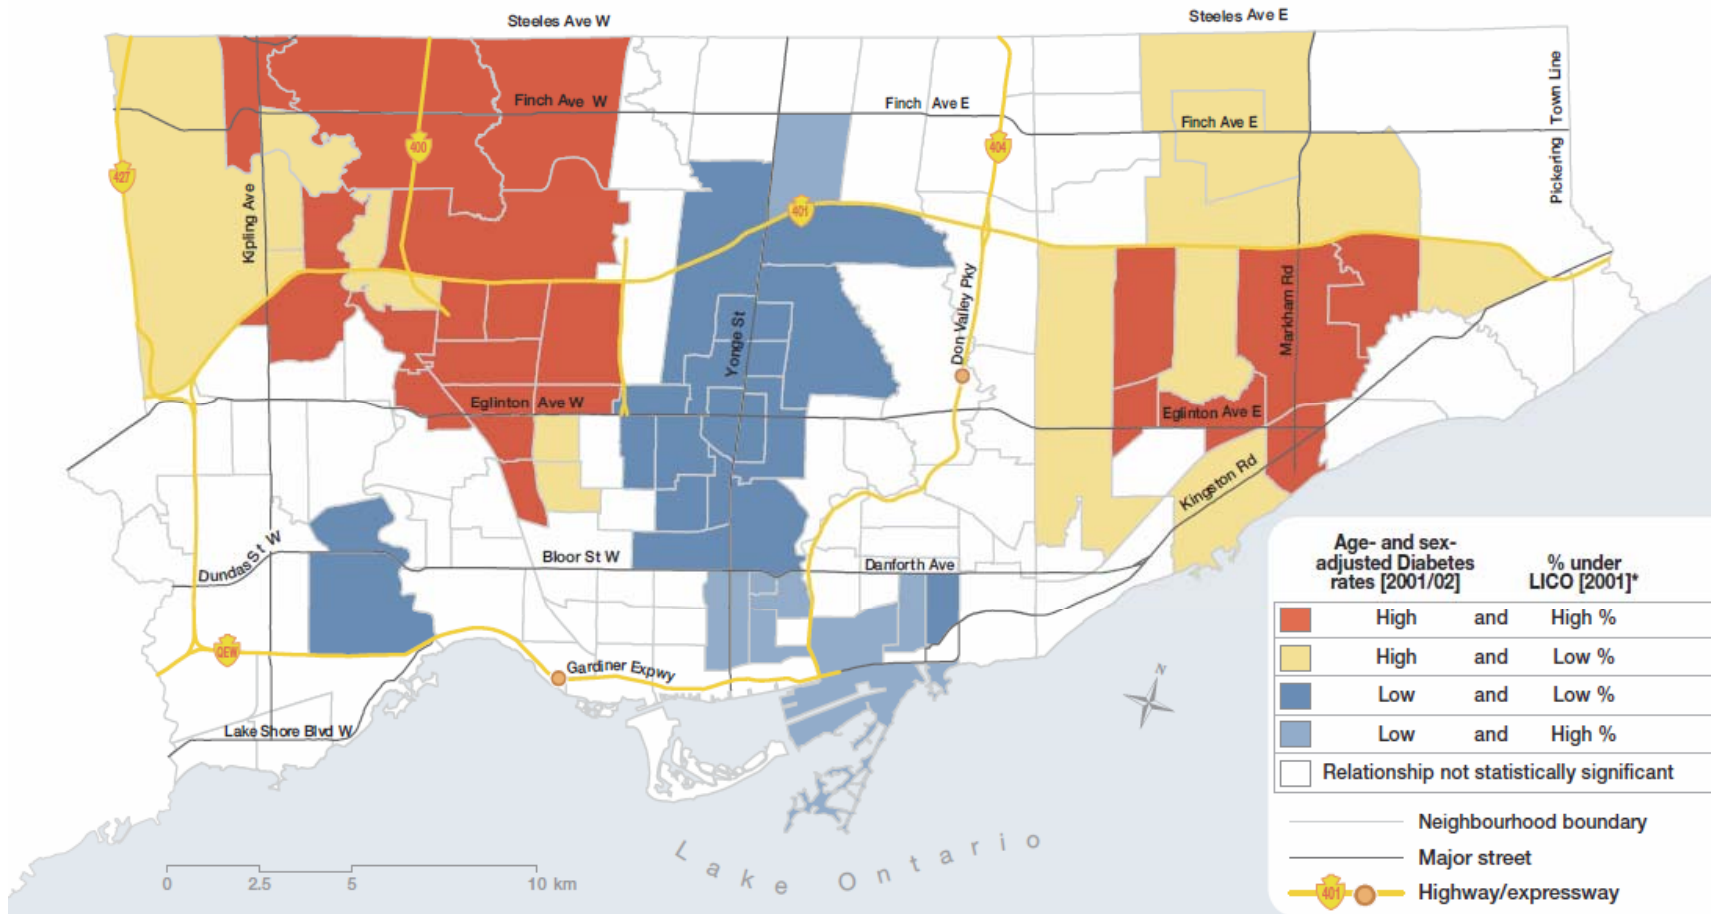 Steeles Ave W
Steeles Ave E
Finch Ave W
Finch Ave E
Finch Ave E
Pickering Town Line
427
400
404
401
Kipling Ave
Don Valley Pky
Markham Rd
Yonge St
Eglinton Ave W
Eglinton Ave E
Kingston Rd
Dundas St W
Bloor St W
Danforth Ave
QEW
Gardiner Expwy
Lake Shore Blvd W
N
Lake Ontario
0 2.5 5 10 km
Age- and sex-
adjusted Diabetes
rates [2001/02]
% under
LICO [2001]*
High and High %
High and Low %
Low and Low %
Low and High %
Relationship not statistically significant
Neighbourhood boundary
Major street
401
Highway/expressway